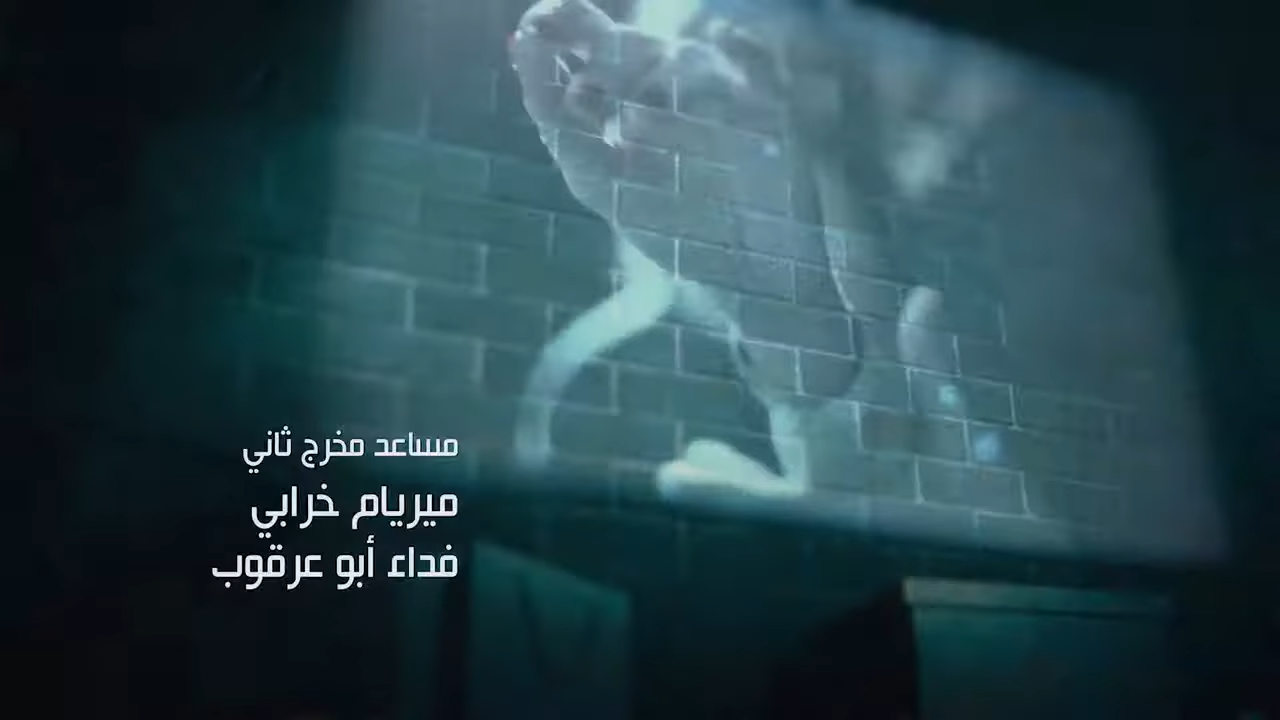 مساعد مخرج ثاني
ميريام خرابي
فداء أبو عرقوب